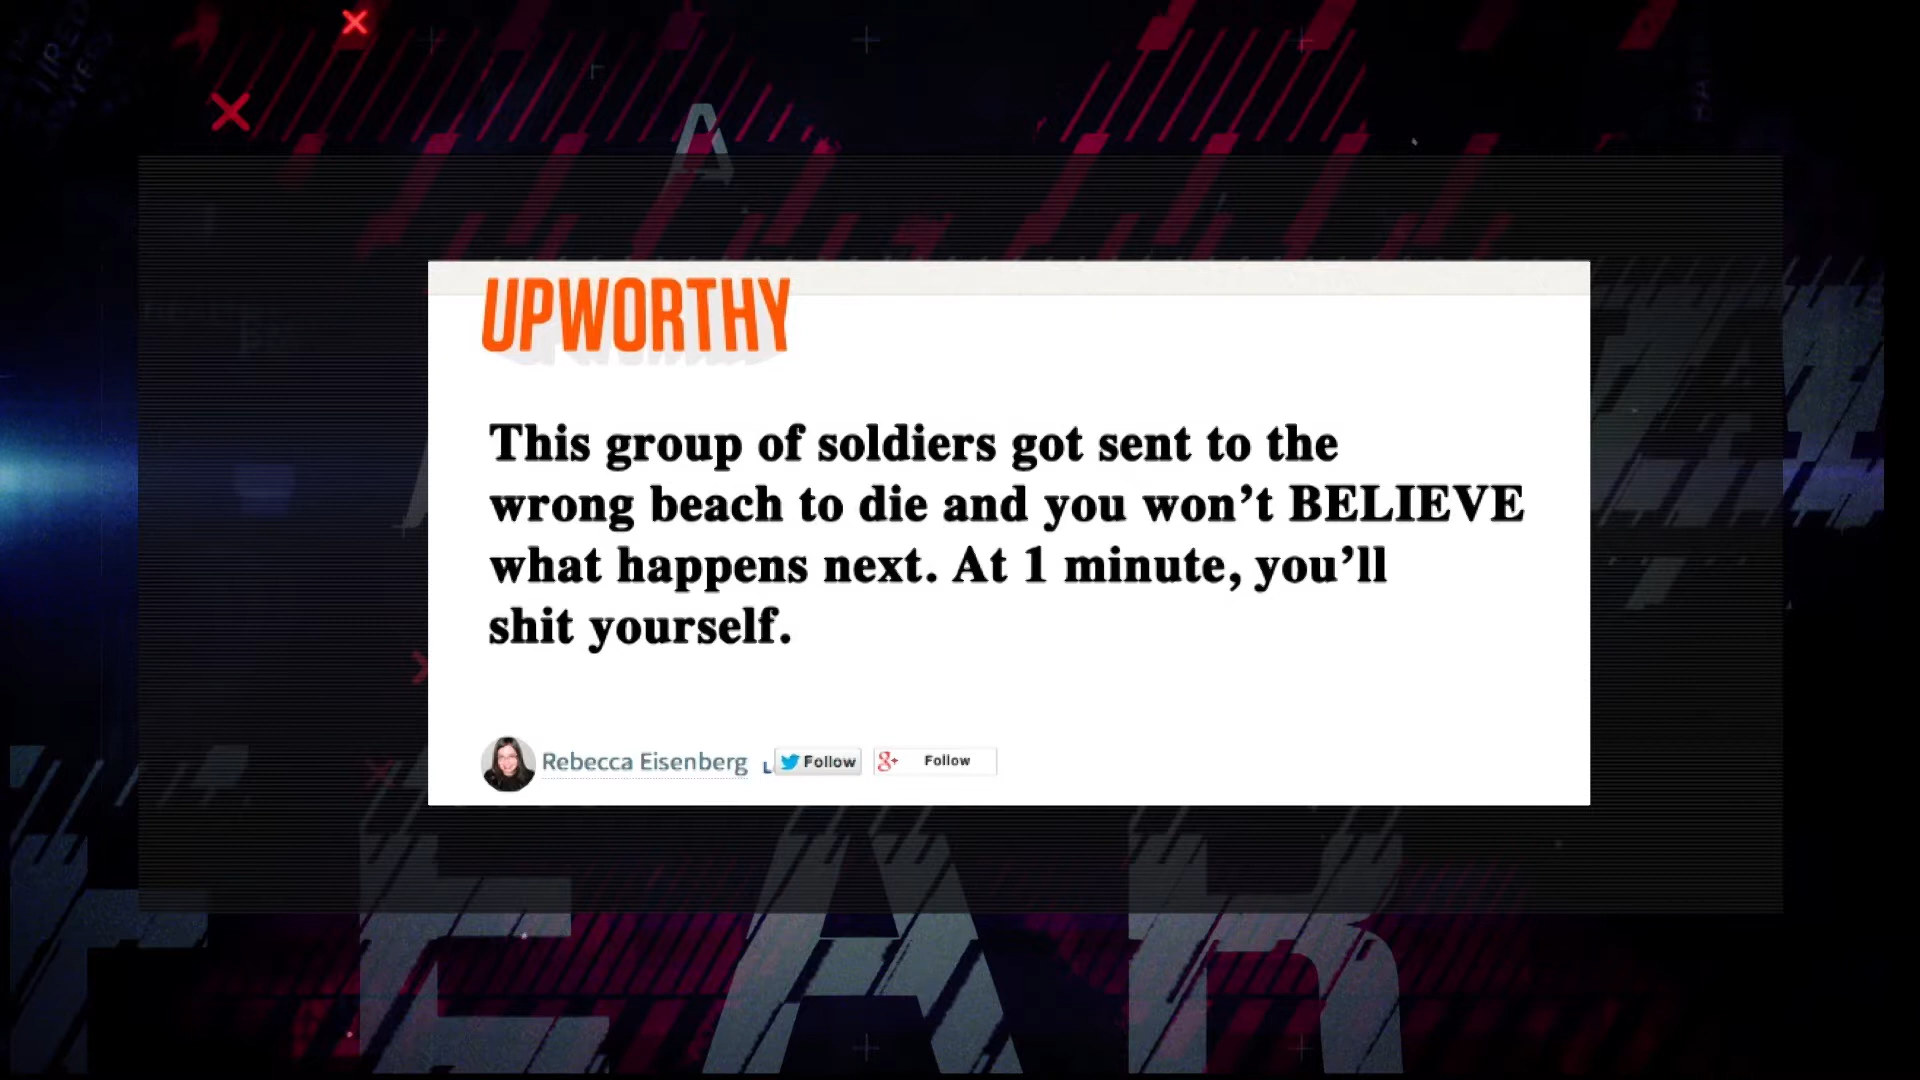 A
UPWORTHY
This group of soldiers got sent to the
wrong beach to die and you won’t BELIEVE
what happens next. At 1 minute, you’ll
shit yourself.
Rebecca Eisenberg
Follow
g+ Follow
FEAR